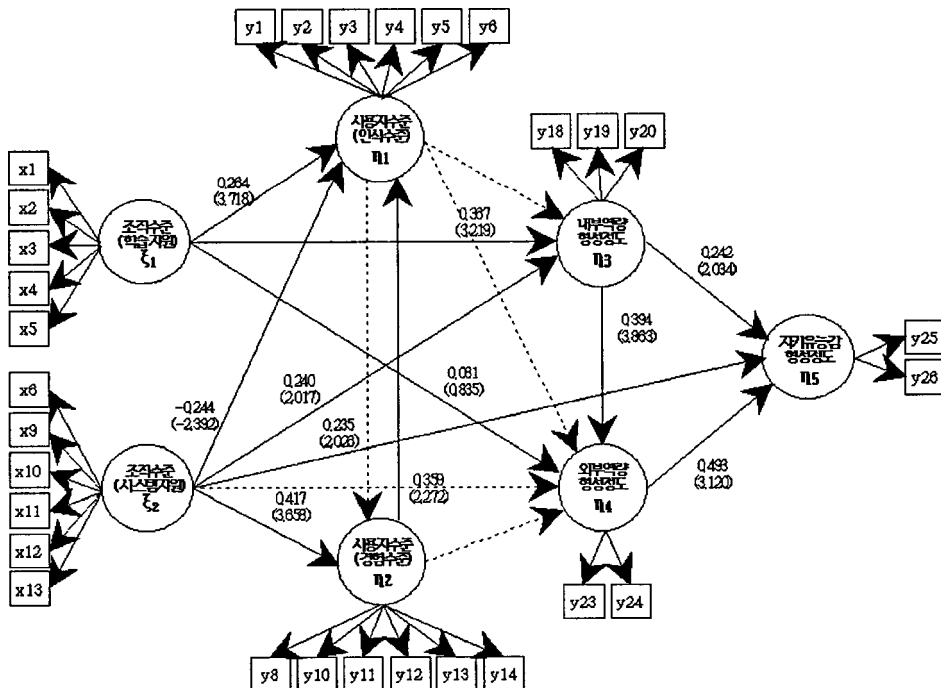 y1 y2 y3 y4 y5 y6
사용자수준
(인식수준)
η1
y18 y19 y20
x1
x2
x3
x4
x5
조직수준
(학습지원)
ξ1
0.264
(3.718)
0.367
(3.219)
내부역량
형성정도
η3
0.242
(2.034)
0.394
(3.863)
자기유능감
형성정도
η5
y25
y26
x6
x9
x10
x11
x12
x13
-0.244
(-2.392)
0.240
(2.017)
0.235
(2.026)
0.081
(0.835)
조직수준
(시스템지원)
ξ2
0.417
(3.658)
0.359
(2.272)
외부역량
형성정도
η4
0.493
(3.120)
사용자수준
(경험수준)
η2
y23 y24
y8 y10 y11 y12 y13 y14